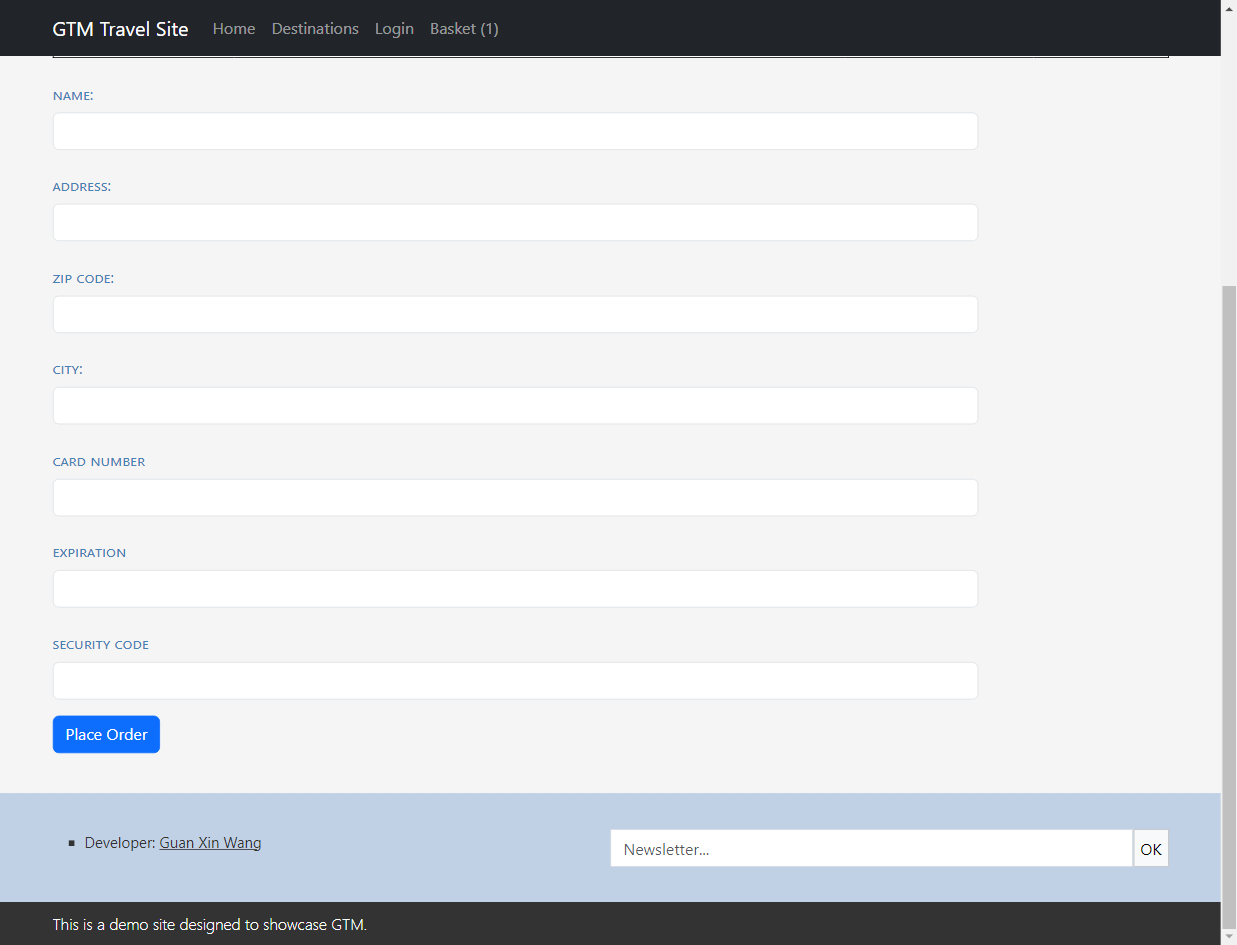 GTM Travel Site Home Destinations Login Basket (1)
NAME:
ADDRESS:
ZIP CODE:
CITY:
CARD NUMBER
EXPIRATION
SECURITY CODE
Place Order
Developer: Guan Xin Wang
Newsletter... OK
This is a demo site designed to showcase GTM.